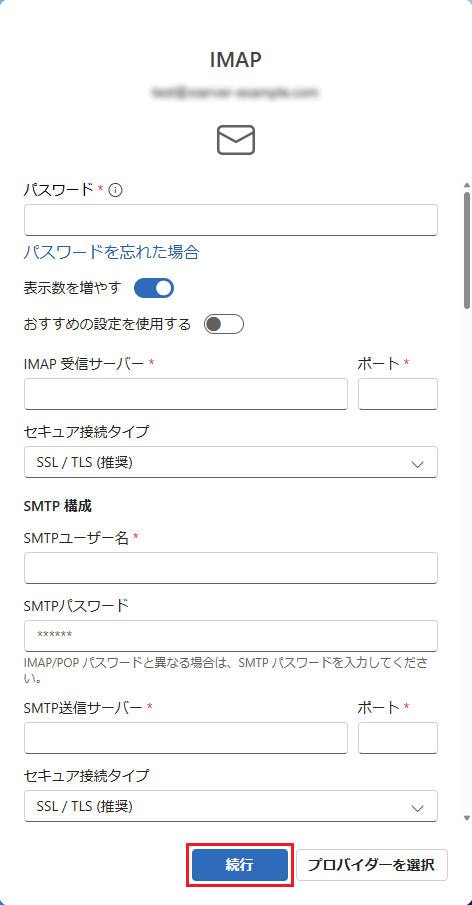 IMAP
パスワード *
パスワードを忘れた場合
表示数を増やす
おすすめの設定を使用する
IMAP 受信サーバー * ポート *
セキュア接続タイプ
SSL / TLS (推奨)
SMTP 構成
SMTPユーザー名 *
SMTPパスワード
******
IMAP/POP パスワードと異なる場合は、SMTP パスワードを入力してくださ
い。
SMTP送信サーバー * ポート *
セキュア接続タイプ
SSL / TLS (推奨)
続行 プロバイダーを選択